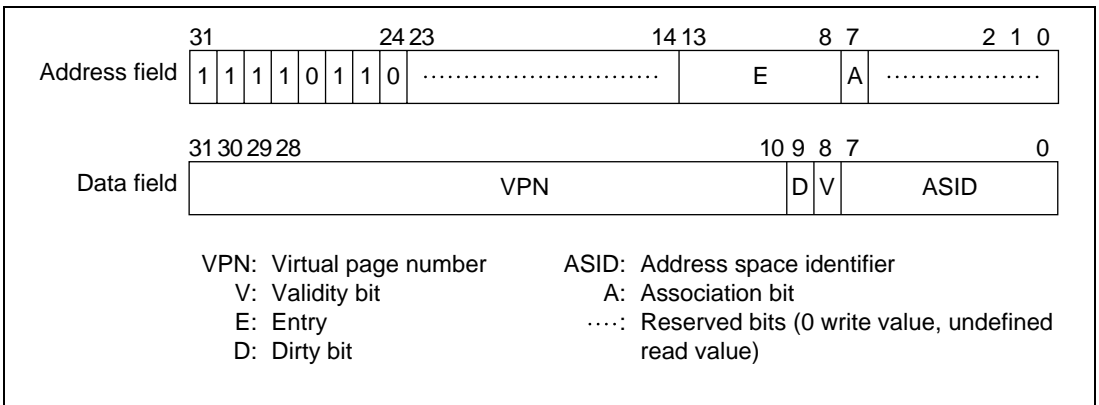 31 24 23 14 13 8 7 2 1 0
Address field 1 1 1 1 0 1 1 0 ............................. E A ...................
31 30 29 28 10 9 8 7 0
Data field VPN D V ASID
VPN: Virtual page number ASID: Address space identifier
V: Validity bit A: Association bit
E: Entry ····: Reserved bits (0 write value, undefined
D: Dirty bit read value)